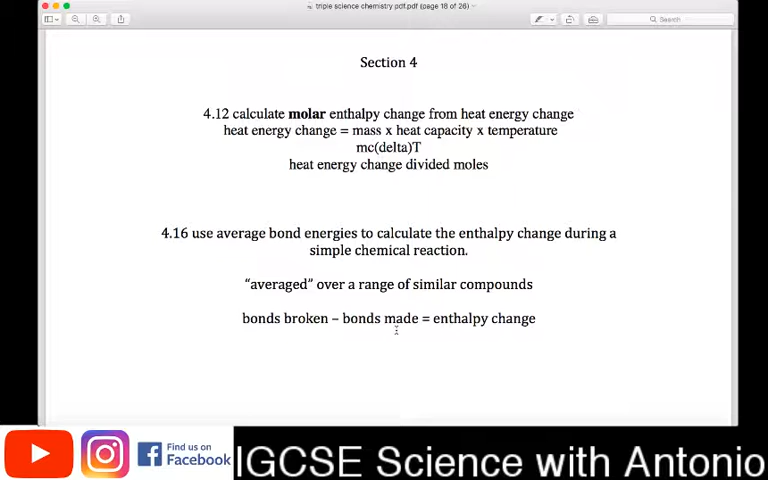 triple science chemistry pdf.pdf (page 18 of 26)
Search
Section 4
4.12 calculate molar enthalpy change from heat energy change
heat energy change = mass x heat capacity x temperature
mc(delta)T
heat energy change divided moles
4.16 use average bond energies to calculate the enthalpy change during a
simple chemical reaction.
“averaged” over a range of similar compounds
bonds broken – bonds made = enthalpy change
Find us on
Facebook
IGCSE Science with Antonio